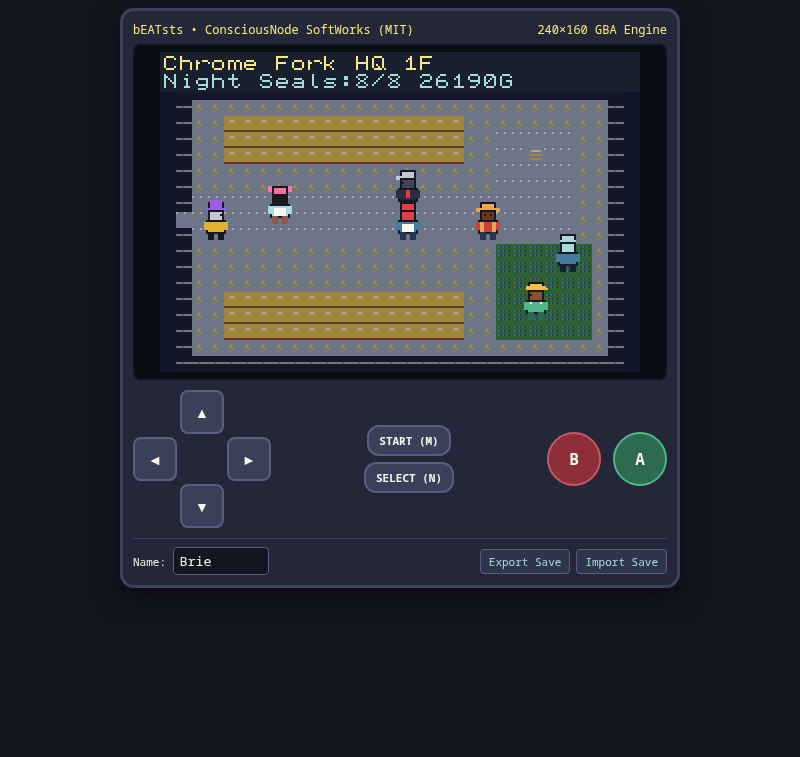 bEATsts • ConsciousNode SoftWorks (MIT)
240×160 GBA Engine
Chrome Fork HQ 1F
Night Seals:8/8 26190G
▲
◄ ►
▼
START (M)
SELECT (N)
B A
Name: Brie
Export Save
Import Save